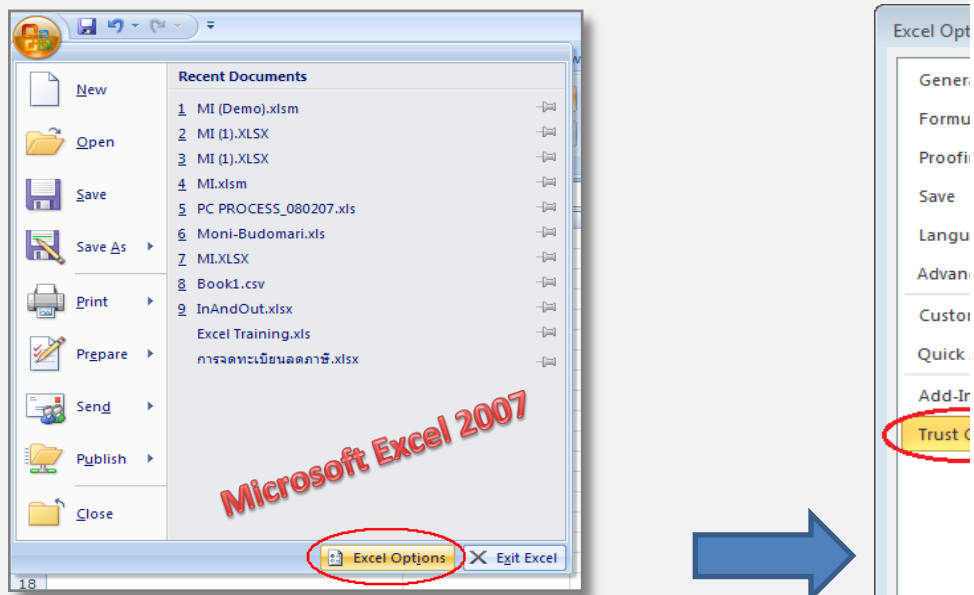 Recent Documents
New
Open
Save
Save As
Print
Prepare
Send
Publish
Close
1 MI (Demo).xlsm
2 MI (1).XLSX
3 MI (1).XLSX
4 MI.xlsm
5 PC PROCESS_080207.xls
6 Moni-Budomari.xls
7 MI.XLSX
8 Book1.csv
9 InAndOut.xlsx
Excel Training.xls
การจดทะเบียนลดภาษี.xlsx
Microsoft Excel 2007
Excel Options
Exit Excel
18
Excel Opt
Genera
Formu
Proofi
Save
Langu
Advan
Custo
Quick
Add-In
Trust